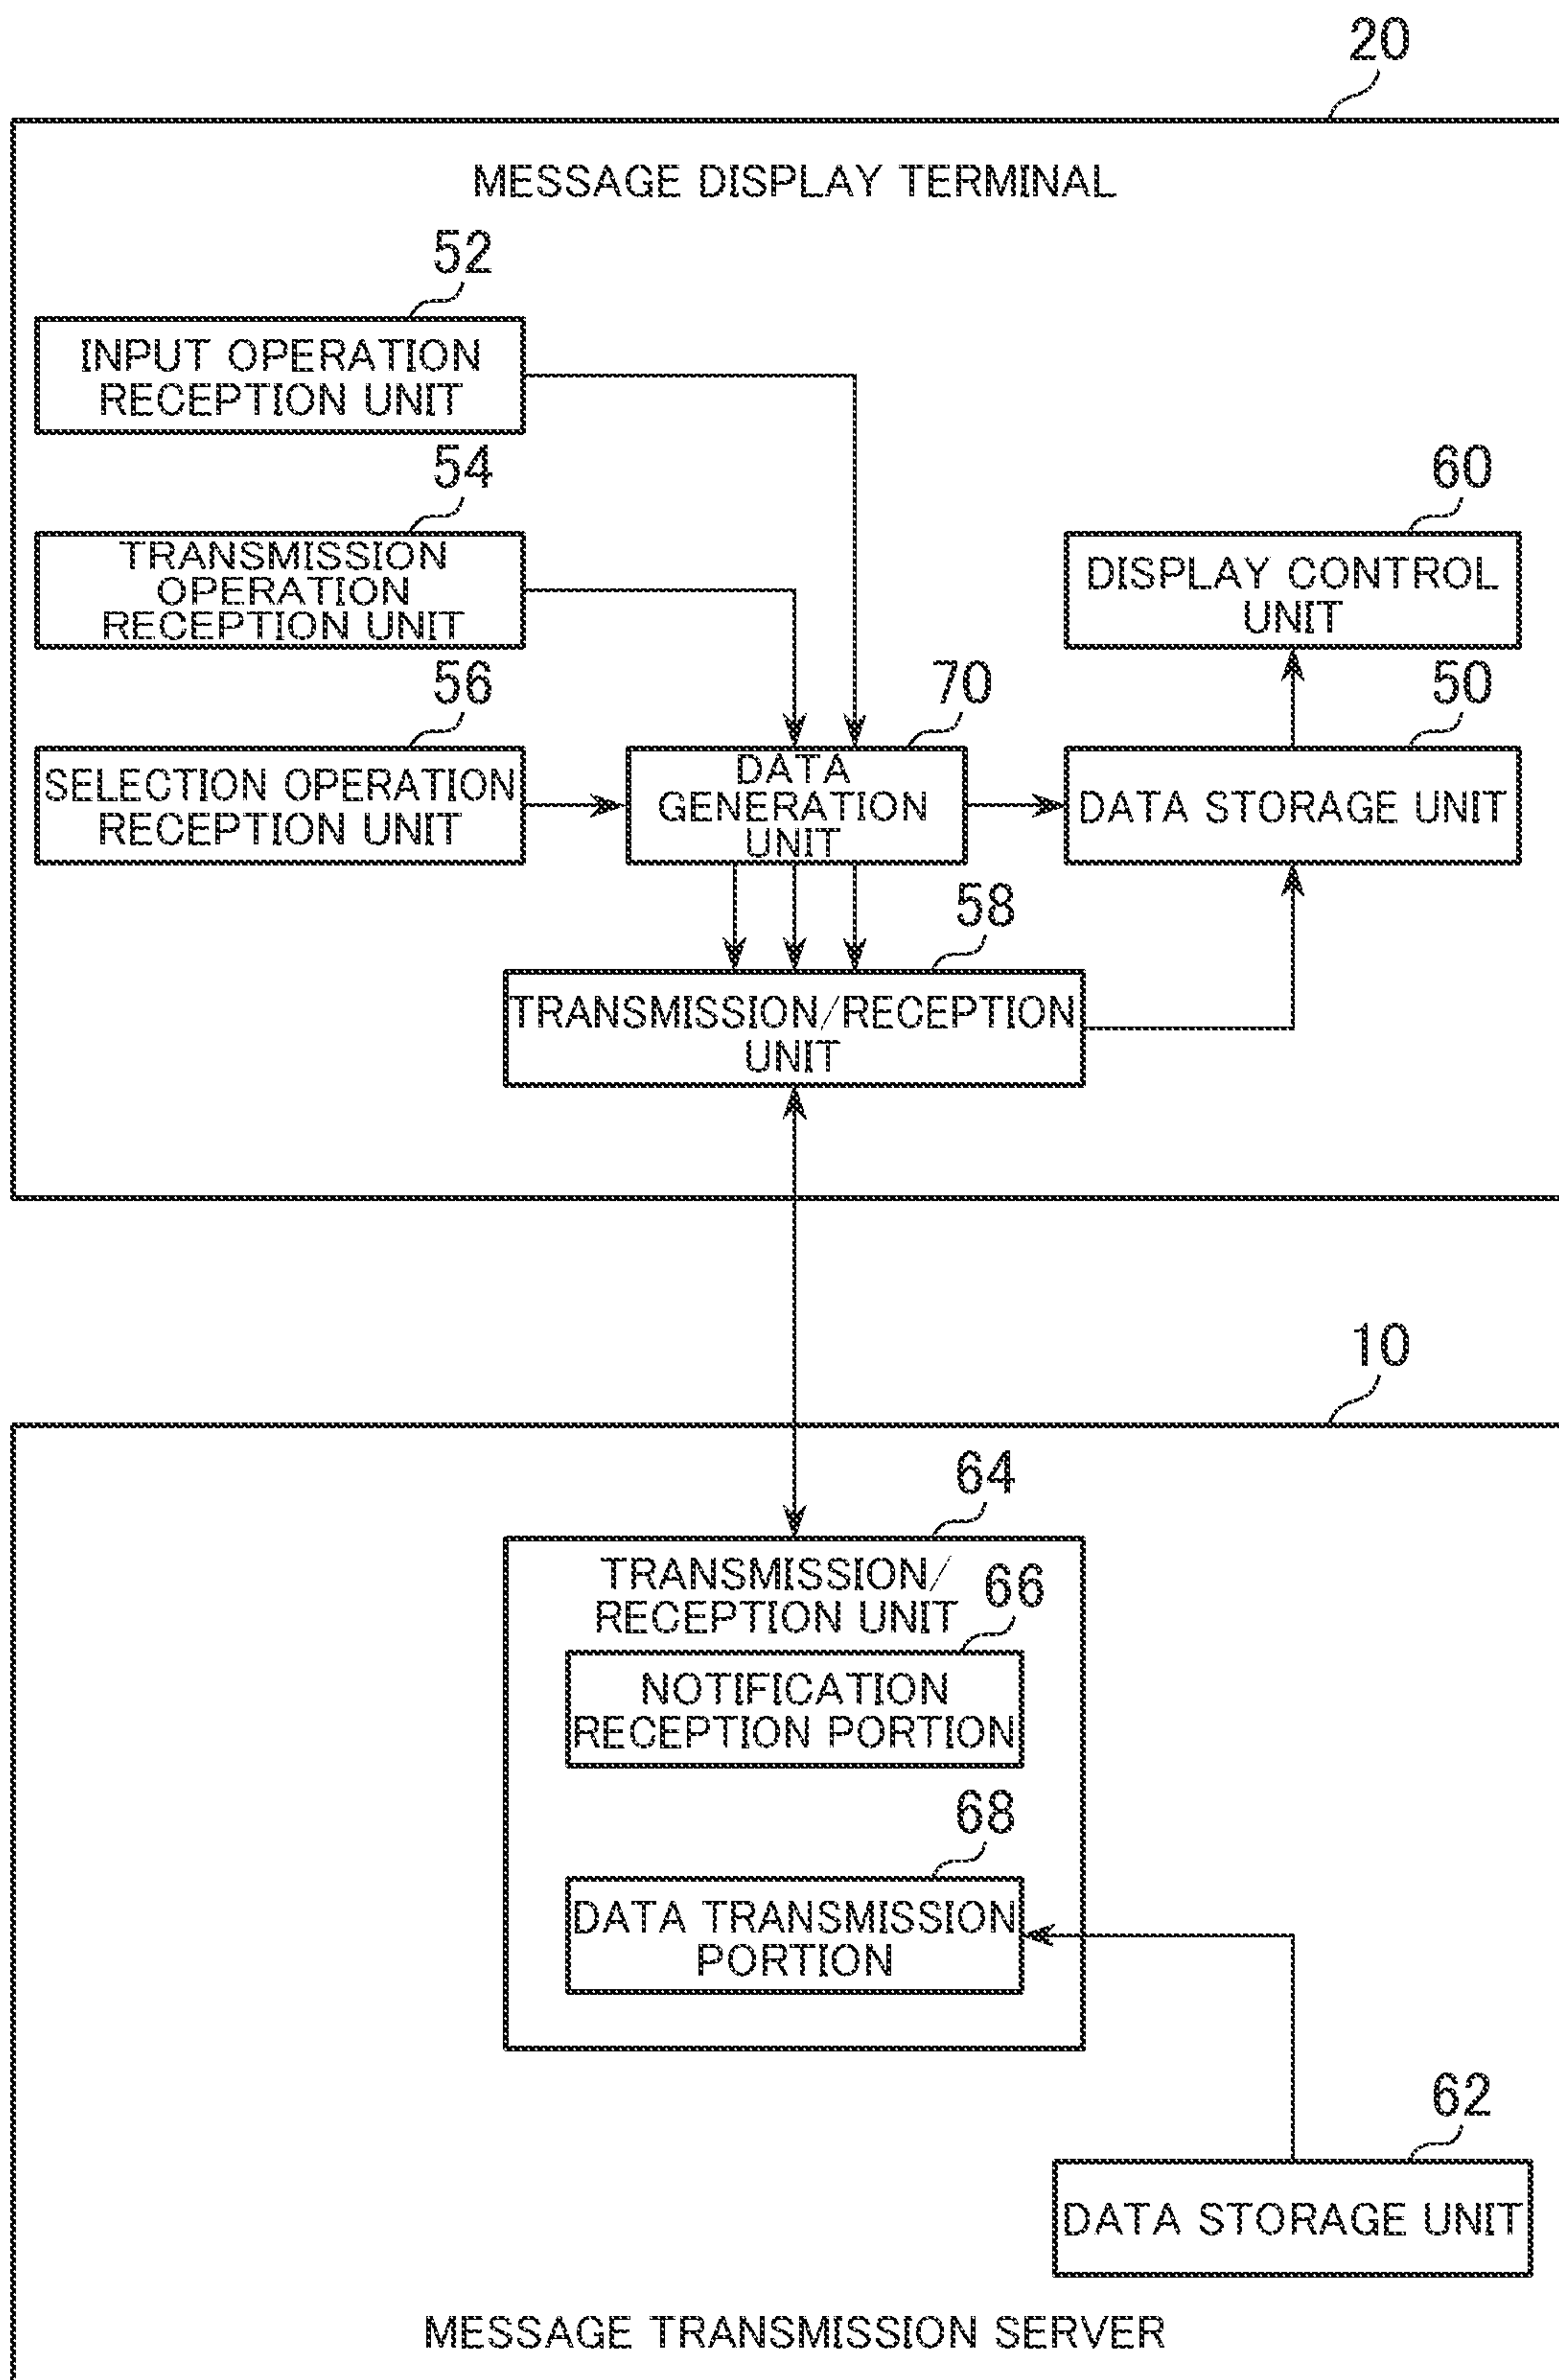 20
MESSAGE DISPLAY TERMINAL
52
INPUT OPERATION
RECEPTION UNIT
54
TRANSMISSION
OPERATION
RECEPTION UNIT
60
DISPLAY CONTROL
UNIT
56
SELECTION OPERATION
RECEPTION UNIT
70
DATA
GENERATION
UNIT
50
DATA STORAGE UNIT
58
TRANSMISSION/RECEPTION
UNIT
10
64
TRANSMISSION/
RECEPTION UNIT
66
NOTIFICATION
RECEPTION PORTION
68
DATA TRANSMISSION
PORTION
62
DATA STORAGE UNIT
MESSAGE TRANSMISSION SERVER